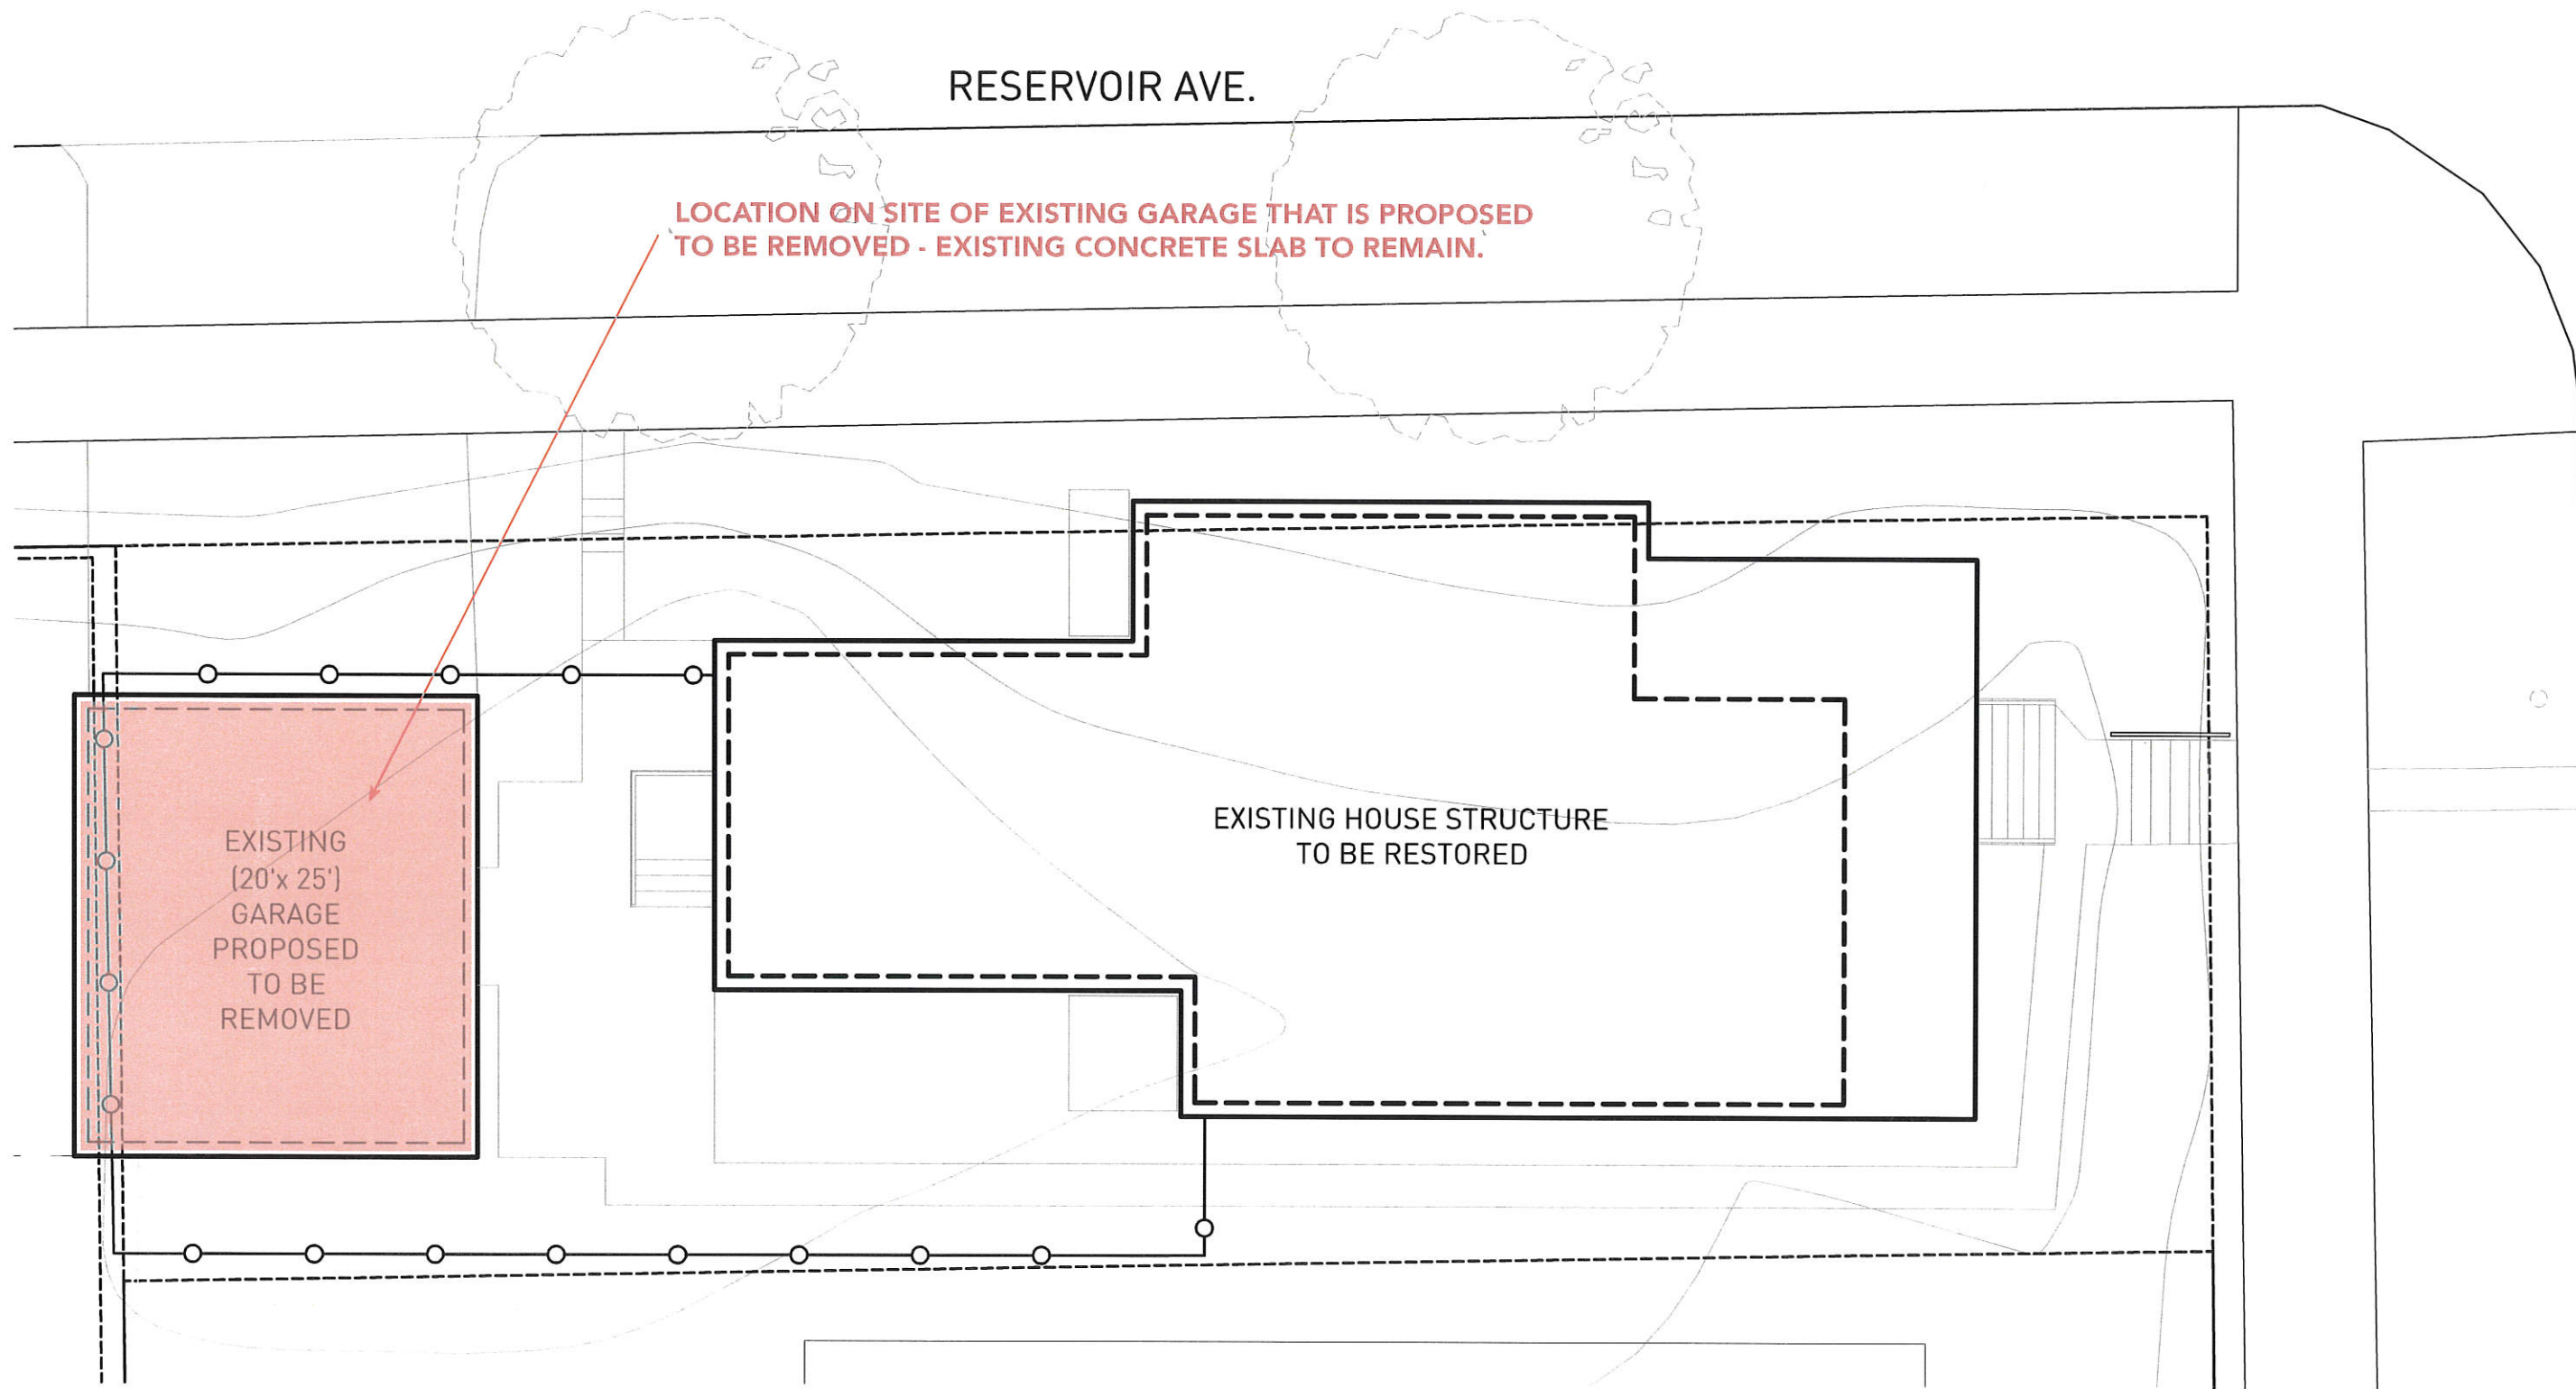 RESERVOIR AVE.
LOCATION ON SITE OF EXISTING GARAGE THAT IS PROPOSED
TO BE REMOVED - EXISTING CONCRETE SLAB TO REMAIN.
EXISTING HOUSE STRUCTURE
TO BE RESTORED
EXISTING
(20'x 25')
GARAGE
PROPOSED
TO BE
REMOVED